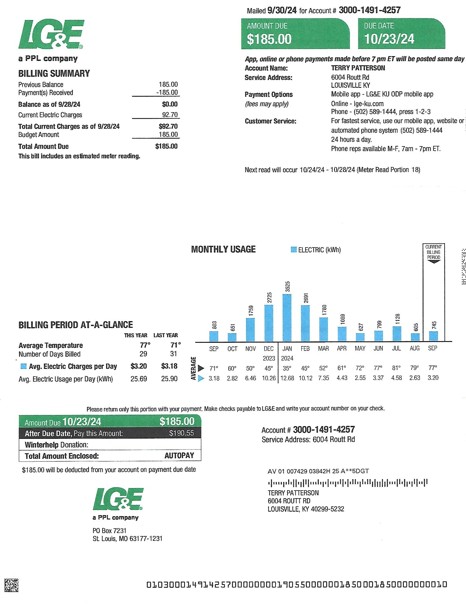 LG&E
a PPL company
Mailed 9/30/24 for Account # 3000-1491-4257
AMOUNT DUE
$185.00
DUE DATE
10/23/24
App, online or phone payments made before 7 pm ET will be posted same day
Account Name: TERRY PATTERSON
Service Address: 6004 Routt Rd
LOUISVILLE KY
Payment Options Mobile app - LG&E KU ODP mobile app
(fees may apply) Online - lge-ku.com
Phone - (502) 589-1444, press 1-2-3
Customer Service: For fastest service, use our mobile app, website or
automated phone system (502) 589-1444
24 hours a day.
Phone reps available M-F, 7am - 7pm ET.
Next read will occur 10/24/24 - 10/28/24 (Meter Read Portion 18)
BILLING SUMMARY
Previous Balance 185.00
Payment(s) Received -185.00
Balance as of 9/28/24 $0.00
Current Electric Charges 92.70
Total Current Charges as of 9/28/24 $92.70
Budget Amount 185.00
Total Amount Due $185.00
This bill includes an estimated meter reading.
MONTHLY USAGE
ELECTRIC (kWh)
CURRENT
BILLING
PERIOD
651 1759 2725 3525 2691 1780 1069 627 799 1128 605 745
SEP OCT NOV DEC JAN FEB MAR APR MAY JUN JUL AUG SEP
2023 2024
AVERAGE
71° 60° 50° 45° 35° 45° 52° 61° 72° 77° 81° 79° 77°
3.18 2.82 6.46 10.26 12.68 10.12 7.35 4.43 2.55 3.37 4.58 2.63 3.20
BILLING PERIOD AT-A-GLANCE
THIS YEAR LAST YEAR
Average Temperature 77° 71°
Number of Days Billed 29 31
Avg. Electric Charges per Day $3.20 $3.18
Avg. Electric Usage per Day (kWh) 25.69 25.90
Please return only this portion with your payment. Make checks payable to LG&E and write your account number on your check.
Amount Due 10/23/24 $185.00
After Due Date, Pay this Amount: $190.55
Winterhelp Donation:
Total Amount Enclosed: AUTOPAY
$185.00 will be deducted from your account on payment due date
Account # 3000-1491-4257
Service Address: 6004 Routt Rd
AV 01 007429 03842H 25 A**5DGT
TERRY PATTERSON
6004 ROUTT RD
LOUISVILLE, KY 40299-5232
LG&E
a PPL company
PO BOX 7231
St. Louis, MO 63177-1231